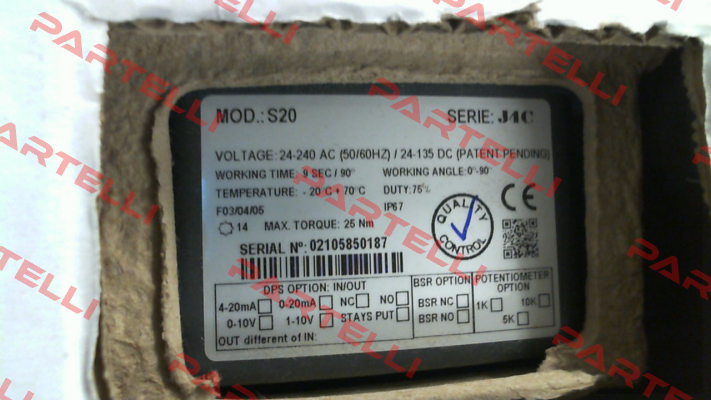 MOD.: S20 SERIE: J4C
VOLTAGE: 24-240 AC (50/60HZ) / 24-135 DC (PATENT PENDING)
WORKING TIME: 9 SEC / 90° WORKING ANGLE: 0°-90
TEMPERATURE: - 20°C + 70°C DUTY: 75%
F03/04/05 IP67
14 MAX. TORQUE: 25 Nm
QUALITY CONTROL
CE
SERIAL Nº: 02105850187
DPS OPTION: IN/OUT
4-20mA 0-20mA NC NO
0-10V 1-10V STAYS PUT
OUT different of IN:
BSR OPTION
BSR NC
BSR NO
POTENTIOMETER OPTION
1K 10K
5K
PARTELLI
PARTELLI
PARTELLI
PARTELLI
PARTELLI
PARTELLI
PARTELLI
PARTELLI